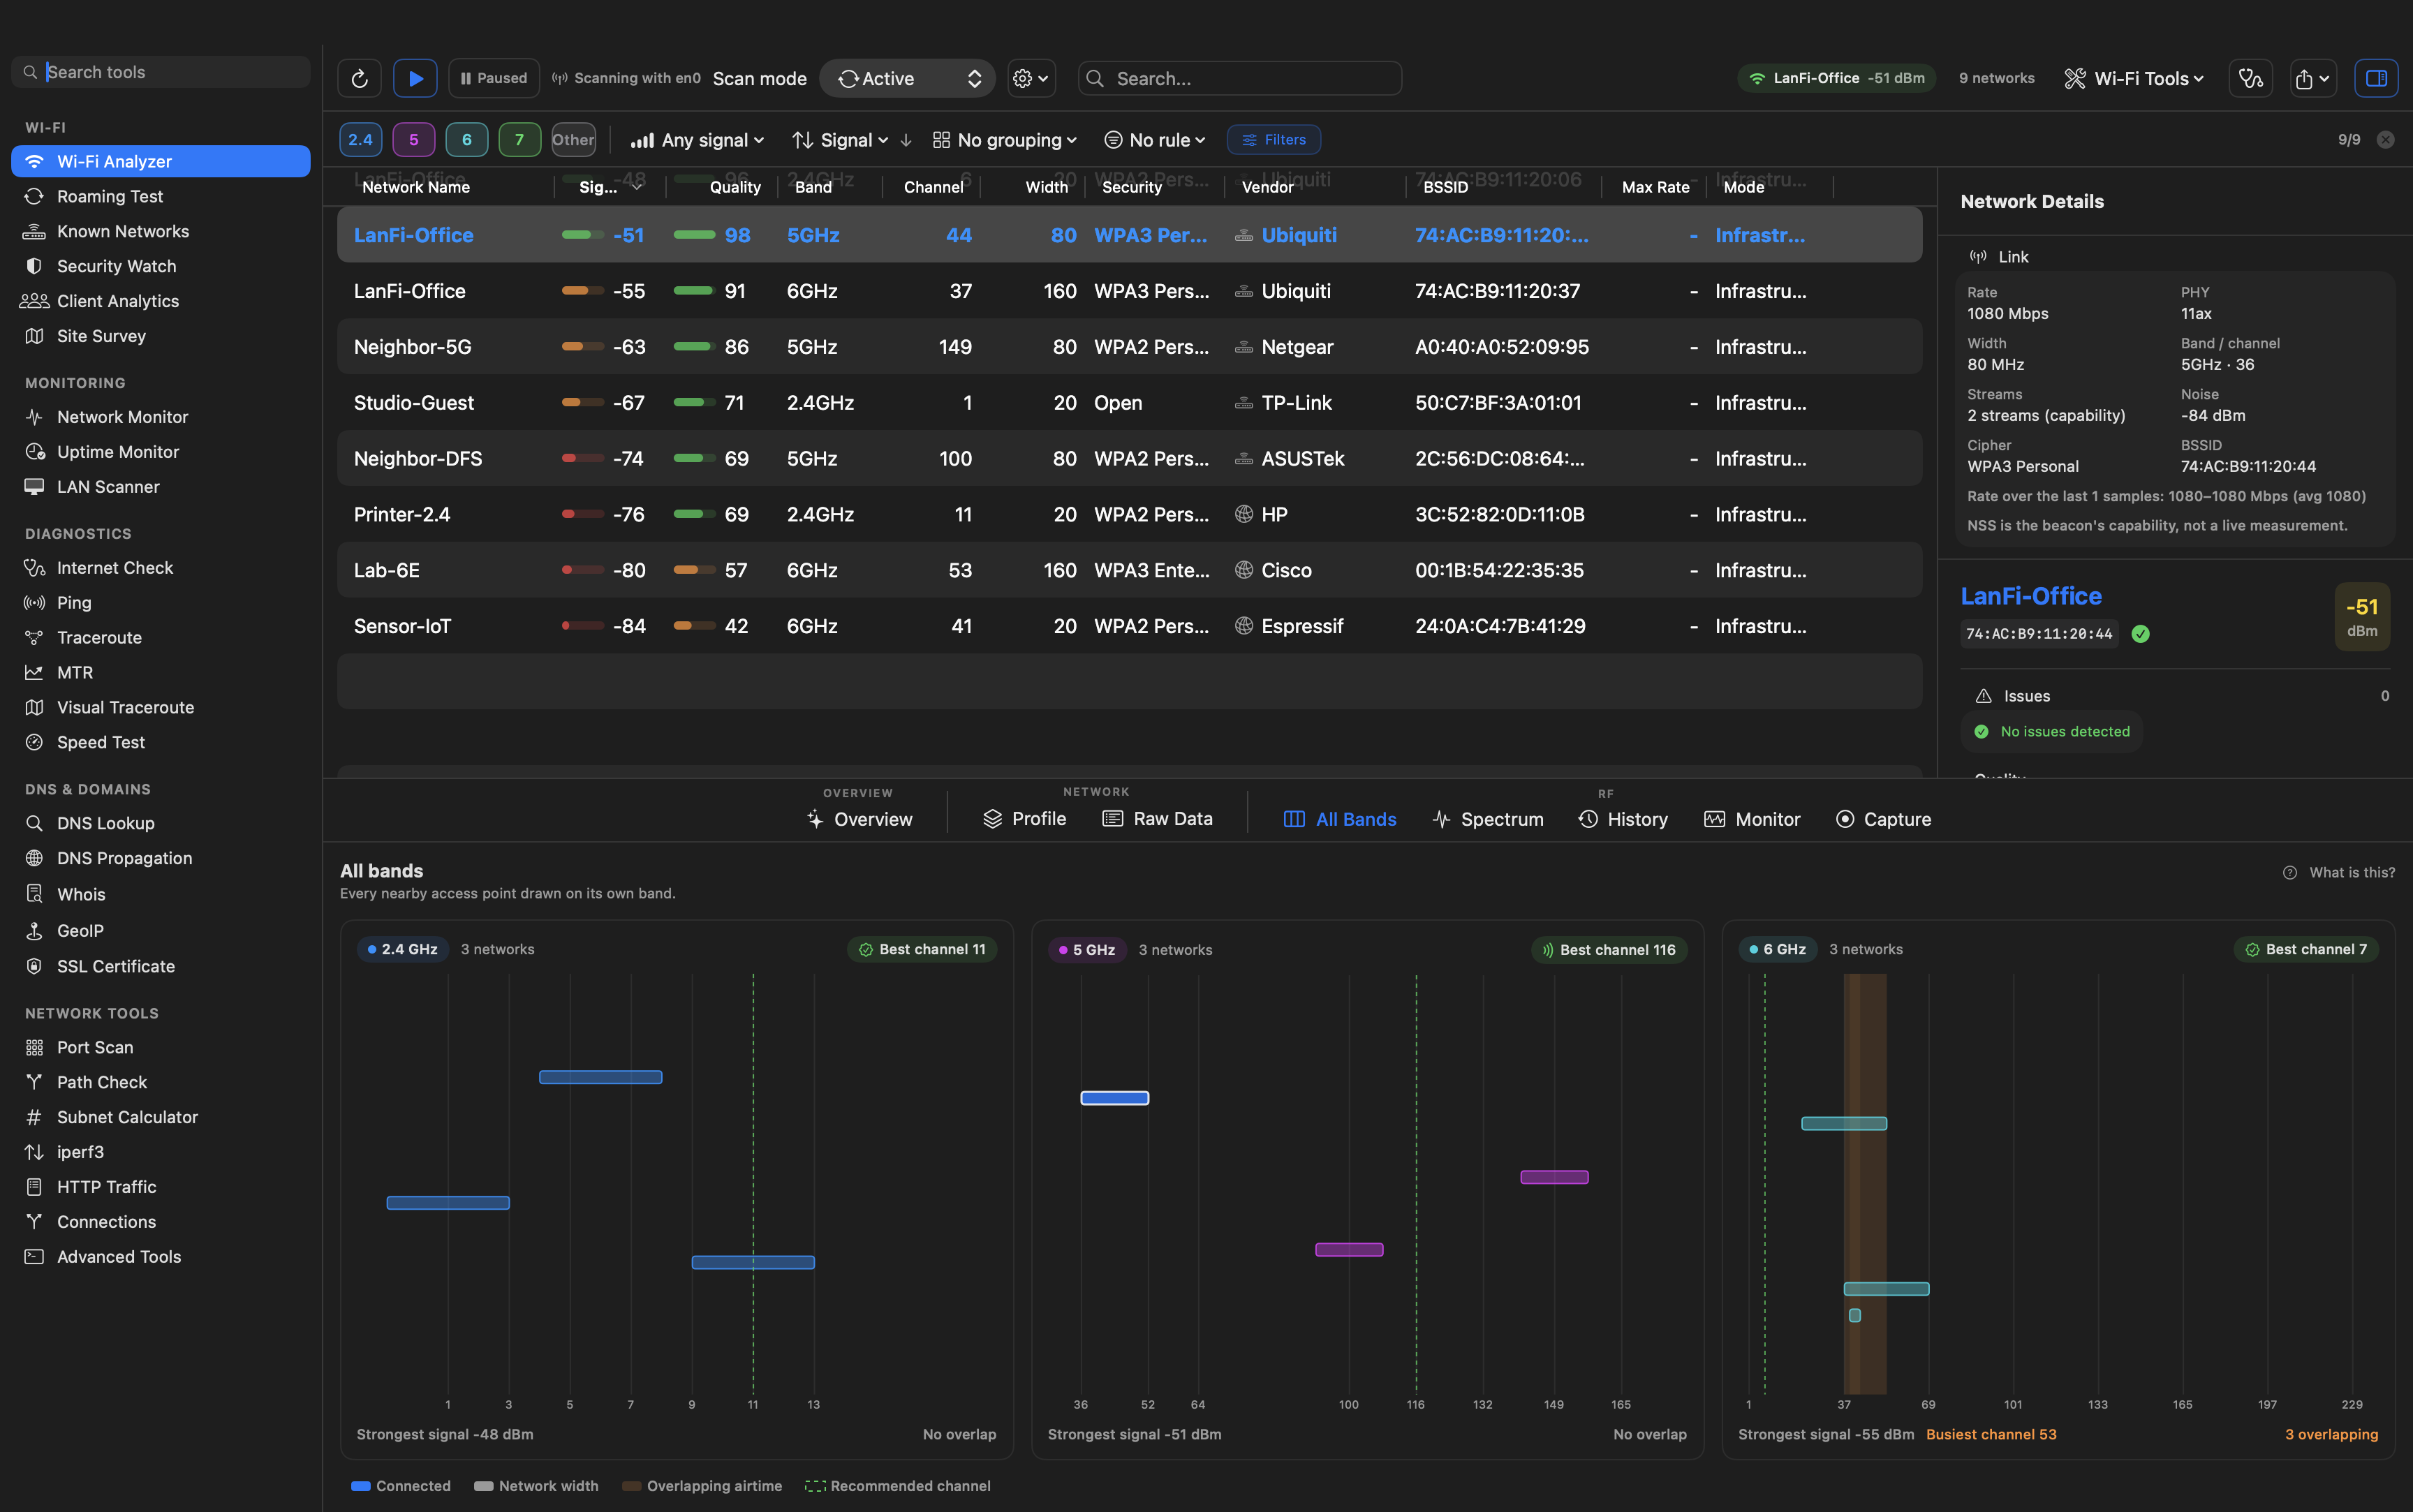 Search tools
WI-FI
Wi-Fi Analyzer
Roaming Test
Known Networks
Security Watch
Client Analytics
Site Survey
MONITORING
Network Monitor
Uptime Monitor
LAN Scanner
DIAGNOSTICS
Internet Check
Ping
Traceroute
MTR
Visual Traceroute
Speed Test
DNS & DOMAINS
DNS Lookup
DNS Propagation
Whois
GeoIP
SSL Certificate
NETWORK TOOLS
Port Scan
Path Check
Subnet Calculator
iperf3
HTTP Traffic
Connections
Advanced Tools
Paused Scanning with en0 Scan mode Active Search... LanFi-Office -51 dBm 9 networks Wi-Fi Tools
2.4 5 6 7 Other Any signal Signal No grouping No rule Filters 9/9
LanFi-Office -48 96 2.4GHz 6 20 WPA3 Pers... Ubiquiti 74:AC:B9:11:20:06 - Infrastru...
Network Name Sig... Quality Band Channel Width Security Vendor BSSID Max Rate Mode
LanFi-Office -51 98 5GHz 44 80 WPA3 Per... Ubiquiti 74:AC:B9:11:20:... - Infrastr...
LanFi-Office -55 91 6GHz 37 160 WPA3 Pers... Ubiquiti 74:AC:B9:11:20:37 - Infrastru...
Neighbor-5G -63 86 5GHz 149 80 WPA2 Pers... Netgear A0:40:A0:52:09:95 - Infrastru...
Studio-Guest -67 71 2.4GHz 1 20 Open TP-Link 50:C7:BF:3A:01:01 - Infrastru...
Neighbor-DFS -74 69 5GHz 100 80 WPA2 Pers... ASUSTek 2C:56:DC:08:64:... - Infrastru...
Printer-2.4 -76 69 2.4GHz 11 20 WPA2 Pers... HP 3C:52:82:0D:11:0B - Infrastru...
Lab-6E -80 57 6GHz 53 160 WPA3 Ente... Cisco 00:1B:54:22:35:35 - Infrastru...
Sensor-IoT -84 42 6GHz 41 20 WPA2 Pers... Espressif 24:0A:C4:7B:41:29 - Infrastru...
Network Details
Link
Rate PHY
1080 Mbps 11ax
Width Band / channel
80 MHz 5GHz · 36
Streams Noise
2 streams (capability) -84 dBm
Cipher BSSID
WPA3 Personal 74:AC:B9:11:20:44
Rate over the last 1 samples: 1080–1080 Mbps (avg 1080)
NSS is the beacon's capability, not a live measurement.
LanFi-Office
-51
dBm
74:AC:B9:11:20:44
Issues 0
No issues detected
Quality
OVERVIEW NETWORK RF
Overview Profile Raw Data All Bands Spectrum History Monitor Capture
All bands
Every nearby access point drawn on its own band.
What is this?
2.4 GHz 3 networks Best channel 11
1 3 5 7 9 11 13
Strongest signal -48 dBm No overlap
5 GHz 3 networks Best channel 116
36 52 64 100 116 132 149 165
Strongest signal -51 dBm No overlap
6 GHz 3 networks Best channel 7
1 37 69 101 133 165 197 229
Strongest signal -55 dBm Busiest channel 53 3 overlapping
Connected Network width Overlapping airtime Recommended channel